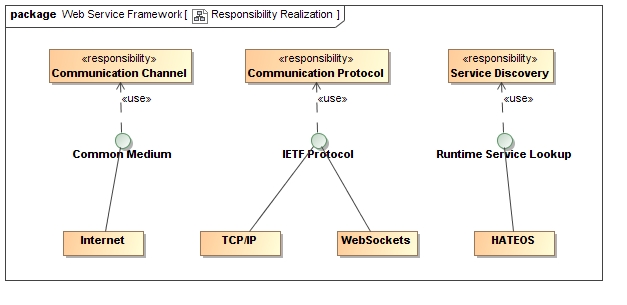 package Web Service Framework [ Responsibility Realization ]
«responsibility» «responsibility» «responsibility»
Communication Channel Communication Protocol Service Discovery
«use» «use» «use»
Common Medium IETF Protocol Runtime Service Lookup
Internet TCP/IP WebSockets HATEOS